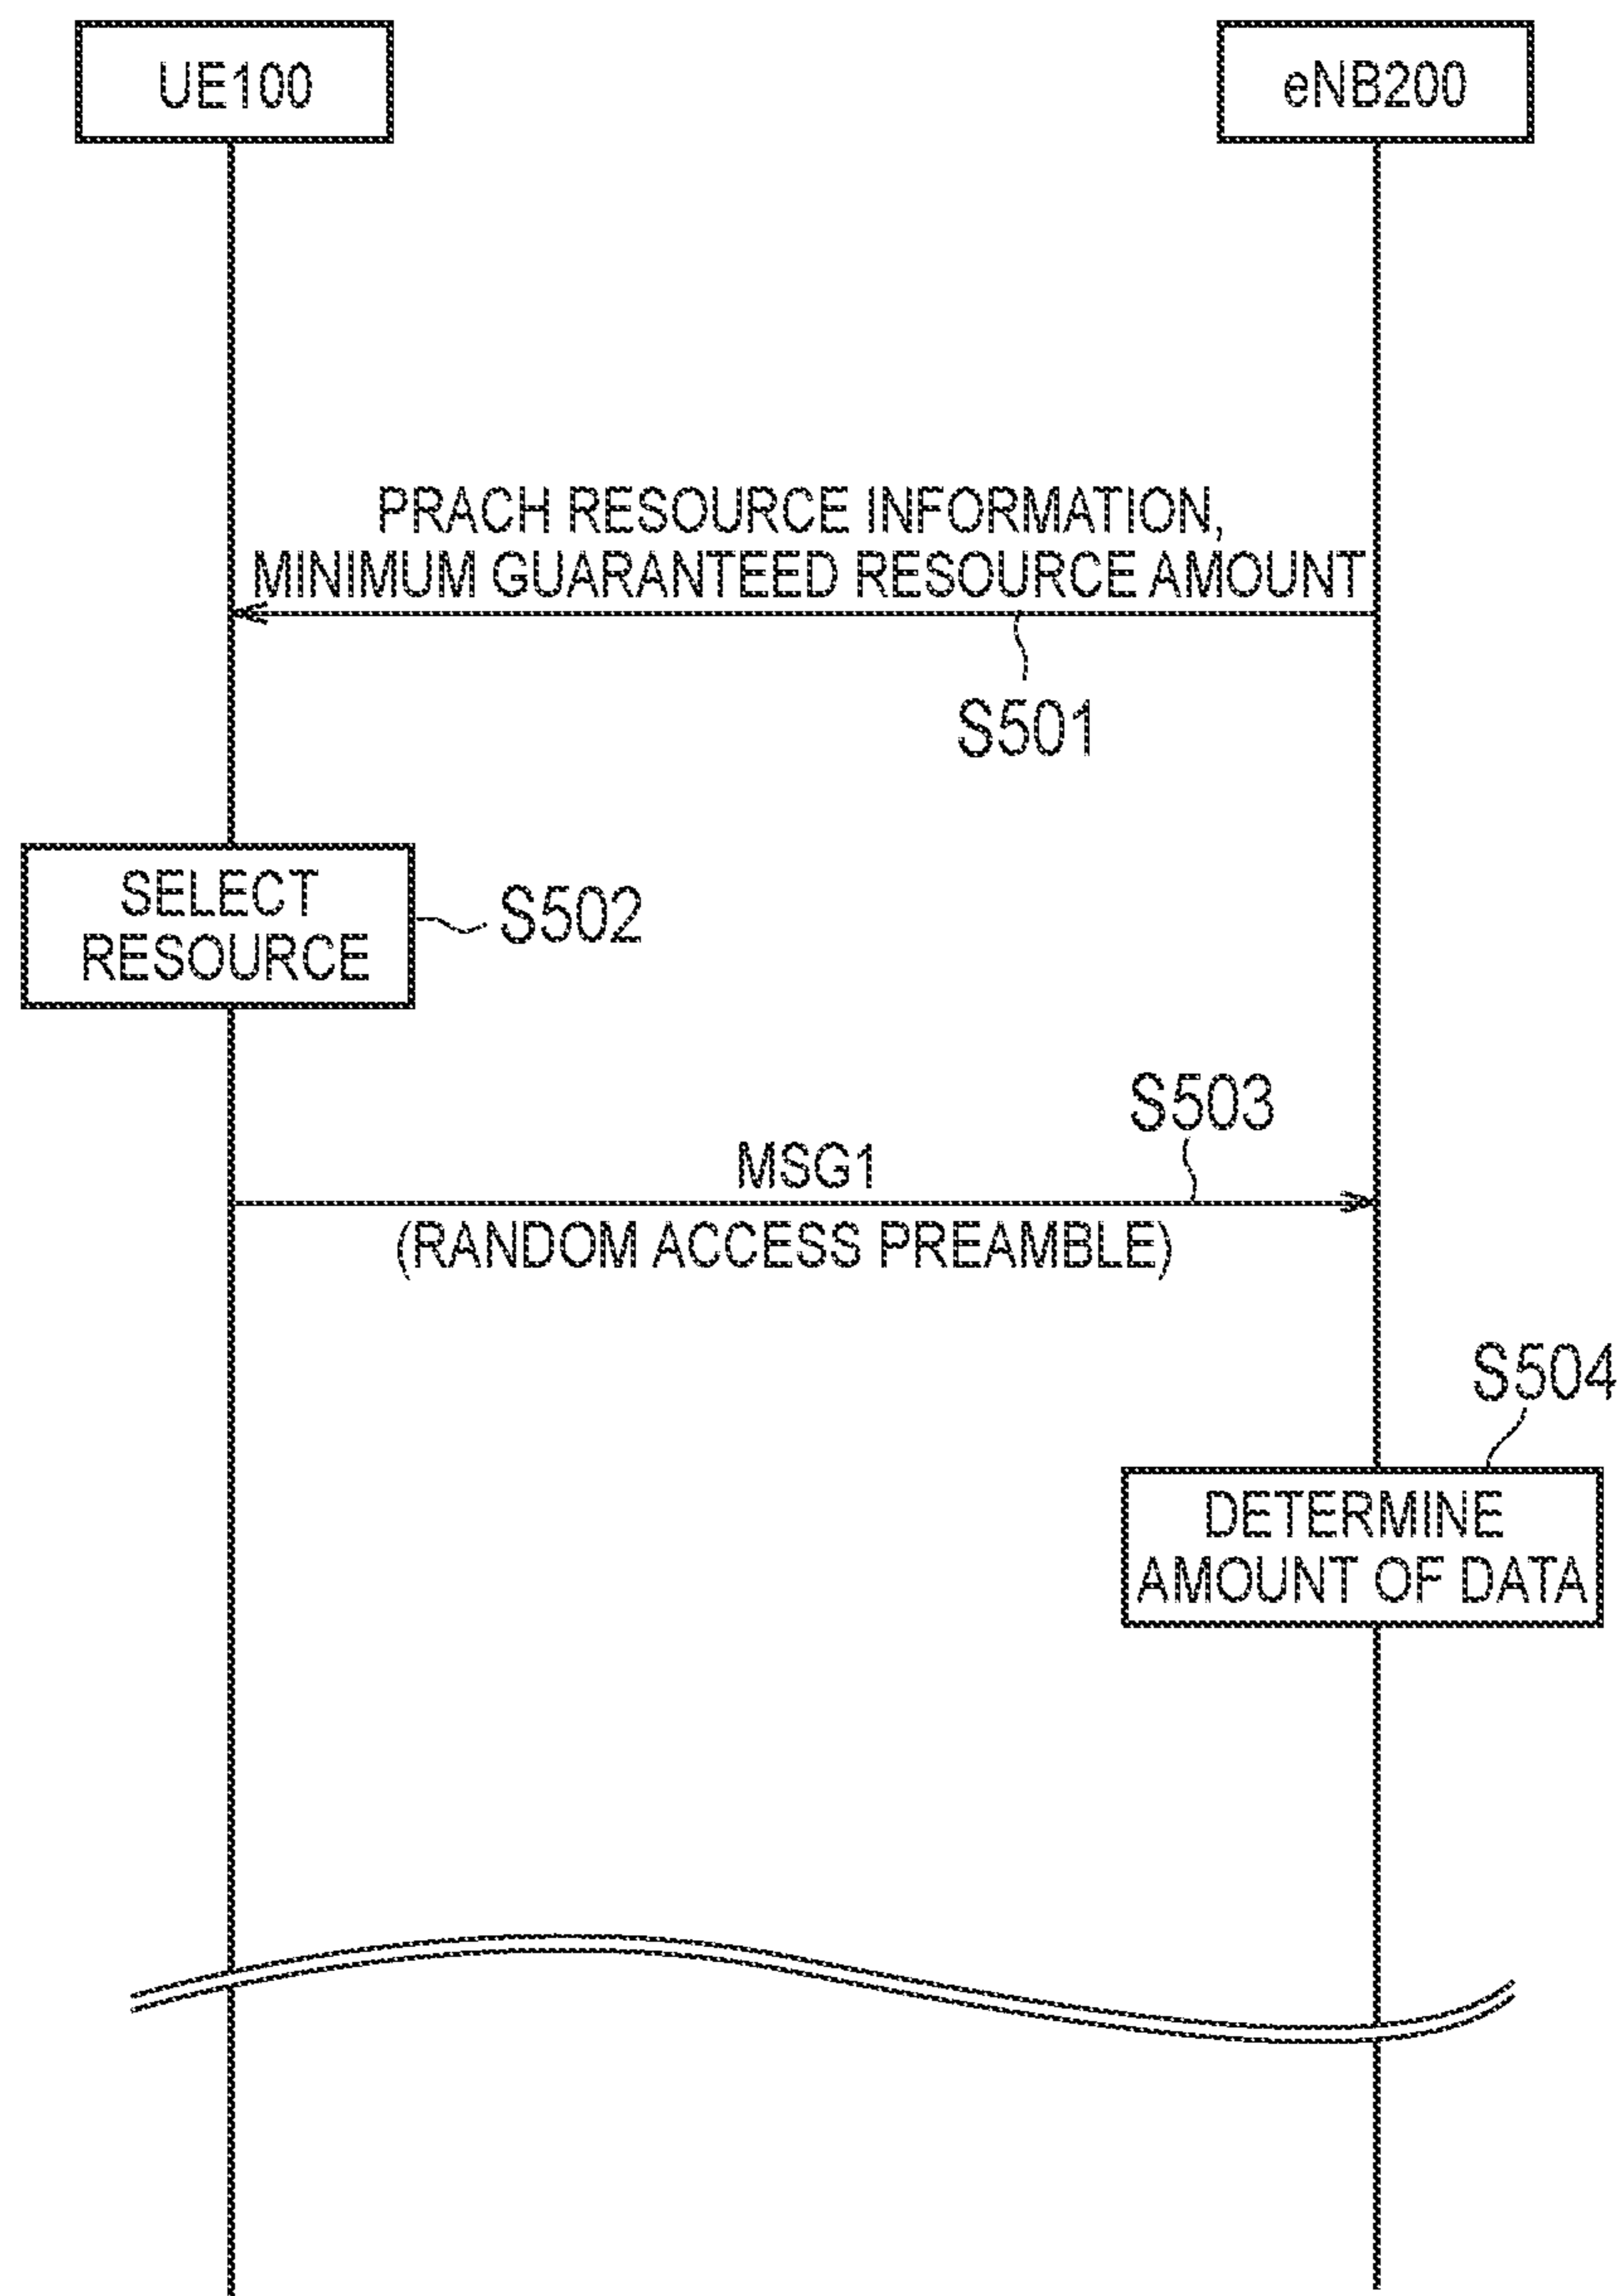 UE100
eNB200
PRACH RESOURCE INFORMATION,
MINIMUM GUARANTEED RESOURCE AMOUNT
S501
SELECT
RESOURCE
S502
S503
MSG1
(RANDOM ACCESS PREAMBLE)
S504
DETERMINE
AMOUNT OF DATA